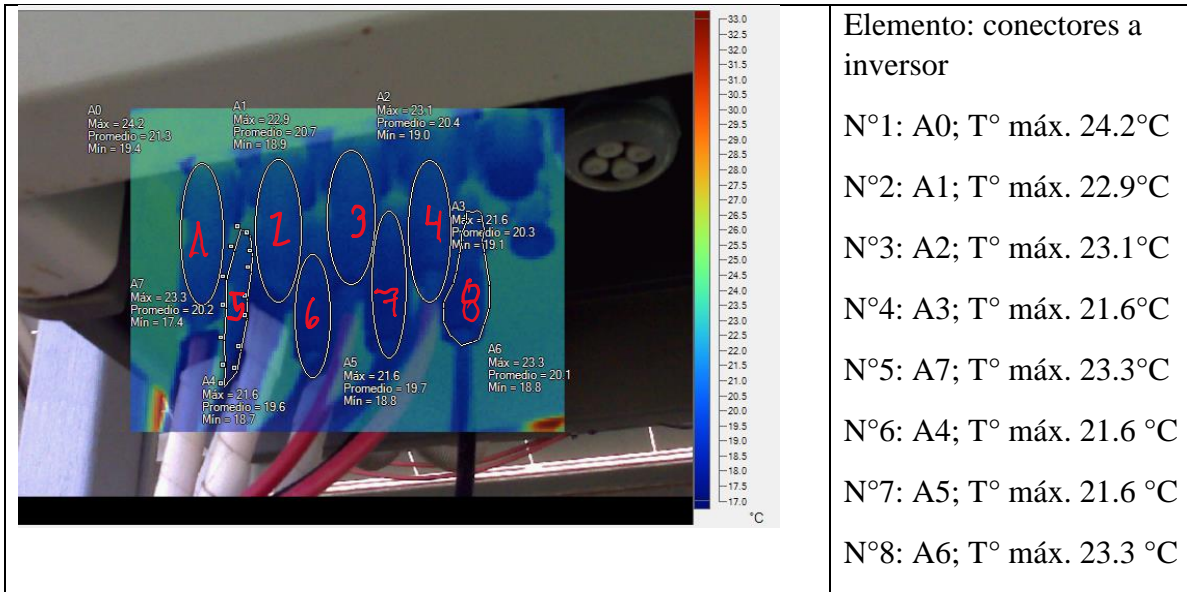 A0
Máx = 24.2
Promedio = 21.3
Mín = 19.4
A1
Máx = 22.9
Promedio = 20.7
Mín = 18.9
A2
Máx = 23.1
Promedio = 20.4
Mín = 19.0
A3
Máx = 21.6
Promedio = 20.3
Mín = 19.1
1
2
3
4
5
6
7
8
A7
Máx = 23.3
Promedio = 20.2
Mín = 17.4
A4
Máx = 21.6
Promedio = 19.6
Mín = 18.7
A5
Máx = 21.6
Promedio = 19.7
Mín = 18.8
A6
Máx = 23.3
Promedio = 20.1
Mín = 18.8
33.0
32.5
32.0
31.5
31.0
30.5
30.0
29.5
29.0
28.5
28.0
27.5
27.0
26.5
26.0
25.5
25.0
24.5
24.0
23.5
23.0
22.5
22.0
21.5
21.0
20.5
20.0
19.5
19.0
18.5
18.0
17.5
17.0
°C
Elemento: conectores a
inversor
N°1: A0; T° máx. 24.2°C
N°2: A1; T° máx. 22.9°C
N°3: A2; T° máx. 23.1°C
N°4: A3; T° máx. 21.6°C
N°5: A7; T° máx. 23.3°C
N°6: A4; T° máx. 21.6 °C
N°7: A5; T° máx. 21.6 °C
N°8: A6; T° máx. 23.3 °C